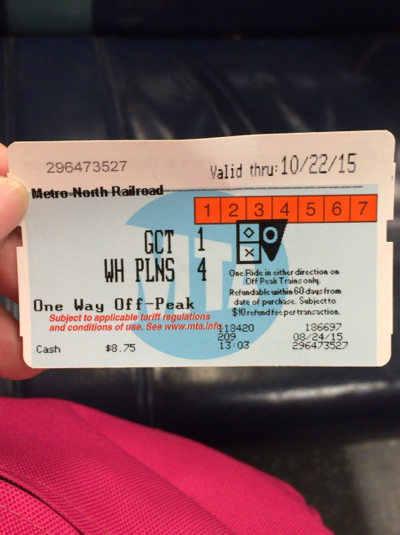 296473527 Valid thru: 10/22/15
Metro-North Railroad
1 2 3 4 5 6 7
GCT 1
WH PLNS 4
One Ride in either direction on
Off Peak Trains only.
Refundable within 60 days from
date of purchase. Subject to
$10 refund fee per transaction.
One Way Off-Peak
Subject to applicable tariff regulations
and conditions of use. See www.mta.info
118420 186697
209 08/24/15
Cash $8.75 13:03 296473527
MTA